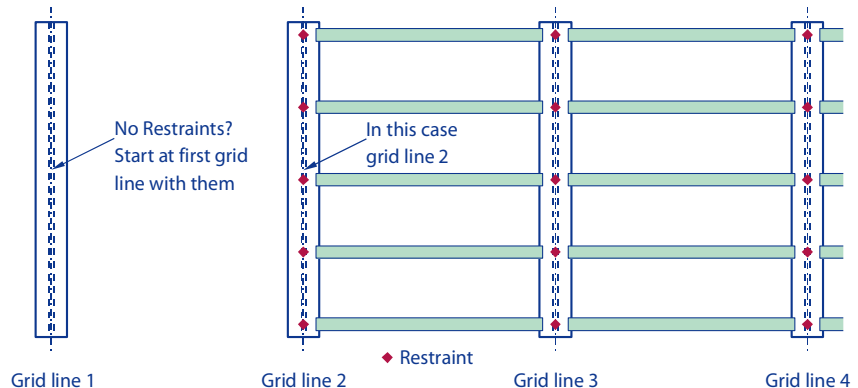 No Restraints?
Start at first grid
line with them
In this case
grid line 2
Restraint
Grid line 1
Grid line 2
Grid line 3
Grid line 4